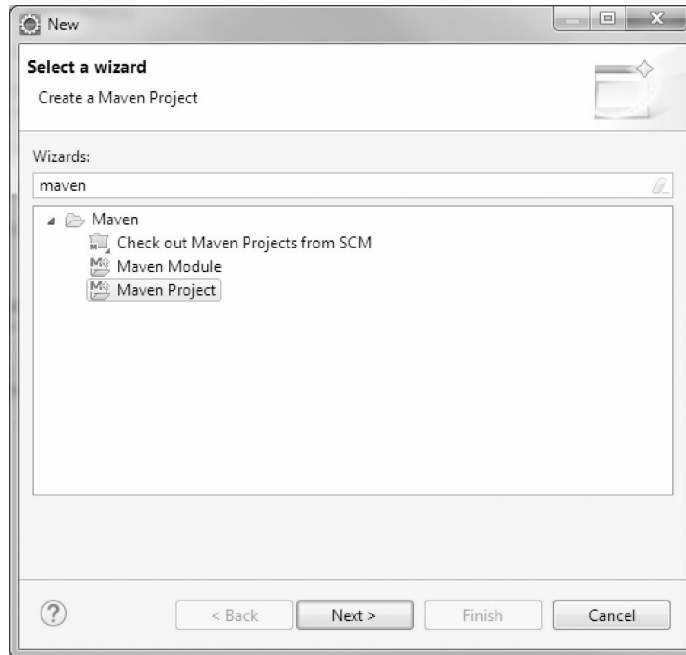 New
Select a wizard
Create a Maven Project
Wizards:
maven
Maven
Check out Maven Projects from SCM
Maven Module
Maven Project
< Back Next > Finish Cancel